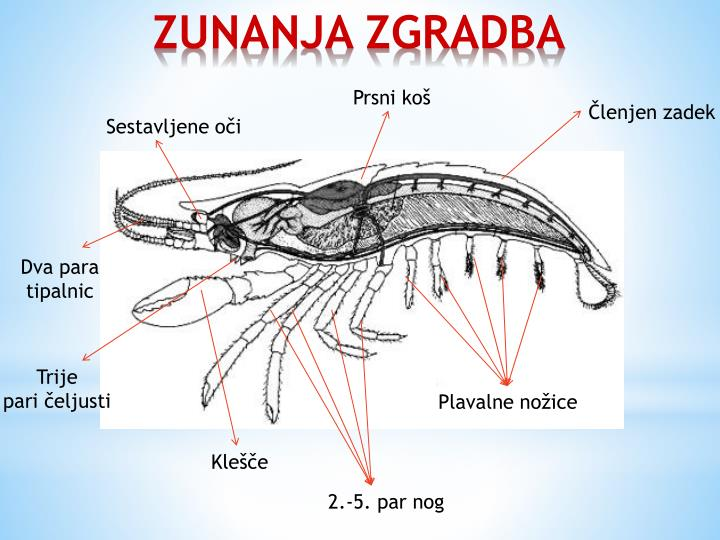 ZUNANJA ZGRADBA
Prsni koš
Členjen zadek
Sestavljene oči
Dva para
tipalnic
Trije
pari čeljusti
Plavalne nožice
Klešče
2.-5. par nog